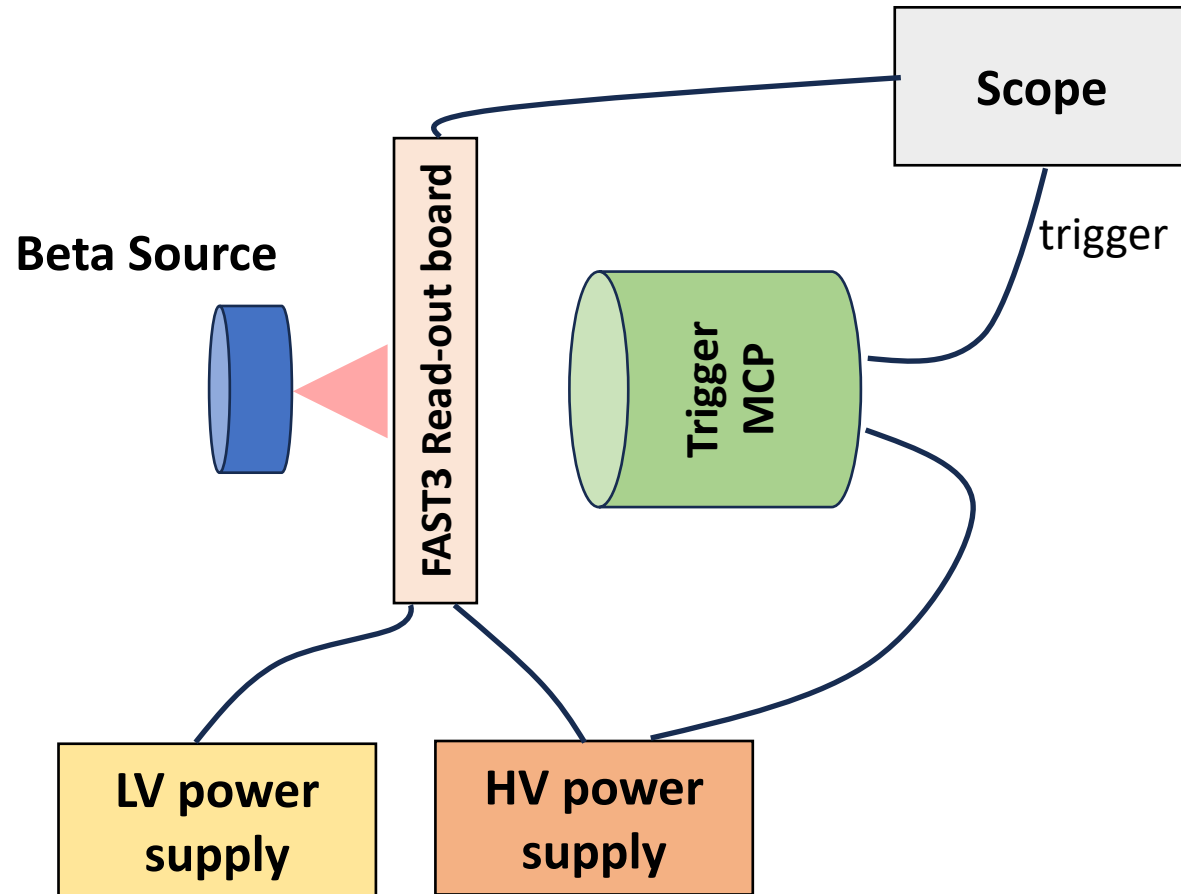 Scope
trigger
Beta Source
FAST3 Read-out board
Trigger
MCP
LV power
supply
HV power
supply